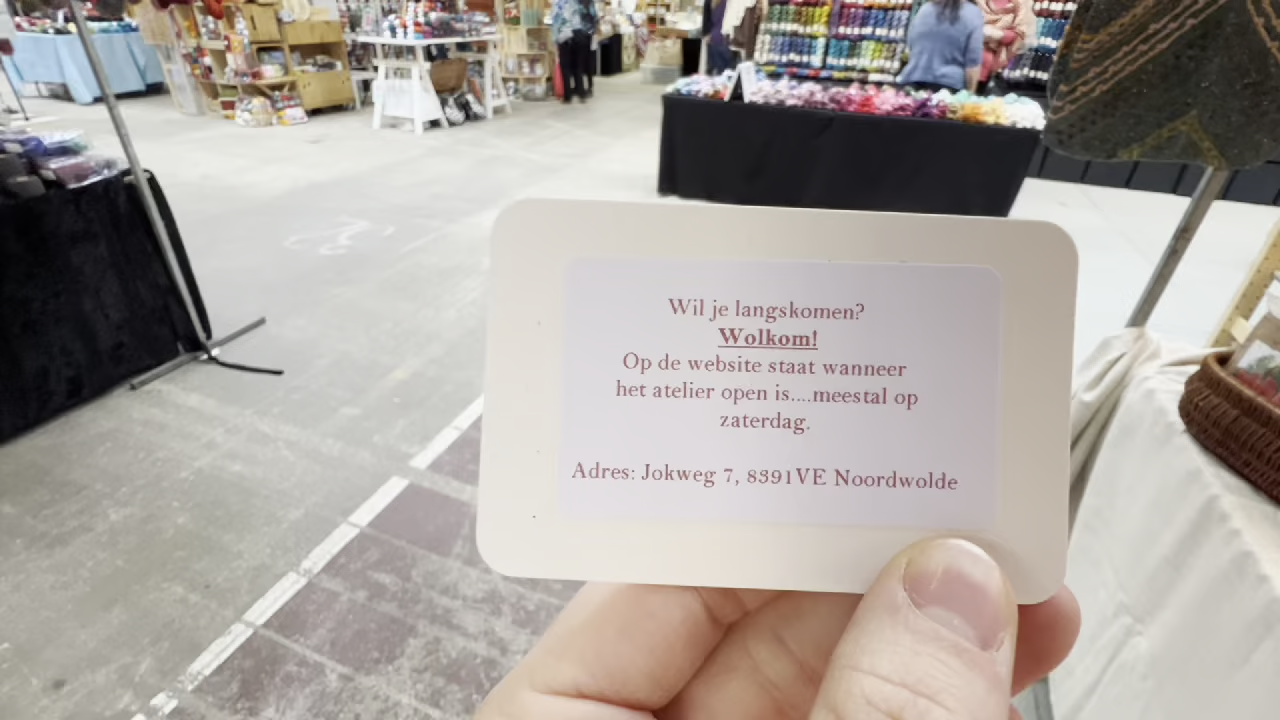 Wil je langskomen?
Wolkom!
Op de website staat wanneer
het atelier open is....meestal op
zaterdag.
Adres: Jokweg 7, 8391VE Noordwolde